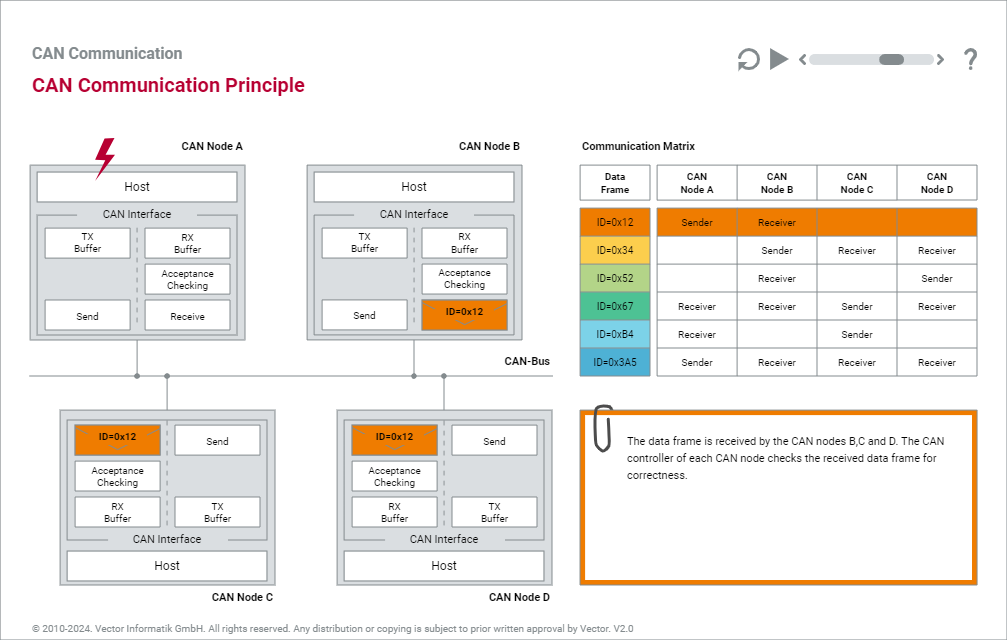 CAN Communication
CAN Communication Principle
?
CAN Node A
Host
CAN Interface
TX
Buffer
RX
Buffer
Acceptance
Checking
Send
Receive
CAN Node B
Host
CAN Interface
TX
Buffer
RX
Buffer
Acceptance
Checking
Send
ID=0x12
CAN-Bus
ID=0x12
Send
Acceptance
Checking
RX
Buffer
TX
Buffer
CAN Interface
Host
CAN Node C
ID=0x12
Send
Acceptance
Checking
RX
Buffer
TX
Buffer
CAN Interface
Host
CAN Node D
Communication Matrix
Data
Frame
CAN
Node A
CAN
Node B
CAN
Node C
CAN
Node D
ID=0x12 Sender Receiver
ID=0x34 Sender Receiver Receiver
ID=0x52 Receiver Sender
ID=0x67 Receiver Receiver Sender Receiver
ID=0xB4 Receiver Sender
ID=0x3A5 Sender Receiver Receiver Receiver
The data frame is received by the CAN nodes B,C and D. The CAN
controller of each CAN node checks the received data frame for
correctness.
© 2010-2024. Vector Informatik GmbH. All rights reserved. Any distribution or copying is subject to prior written approval by Vector. V2.0